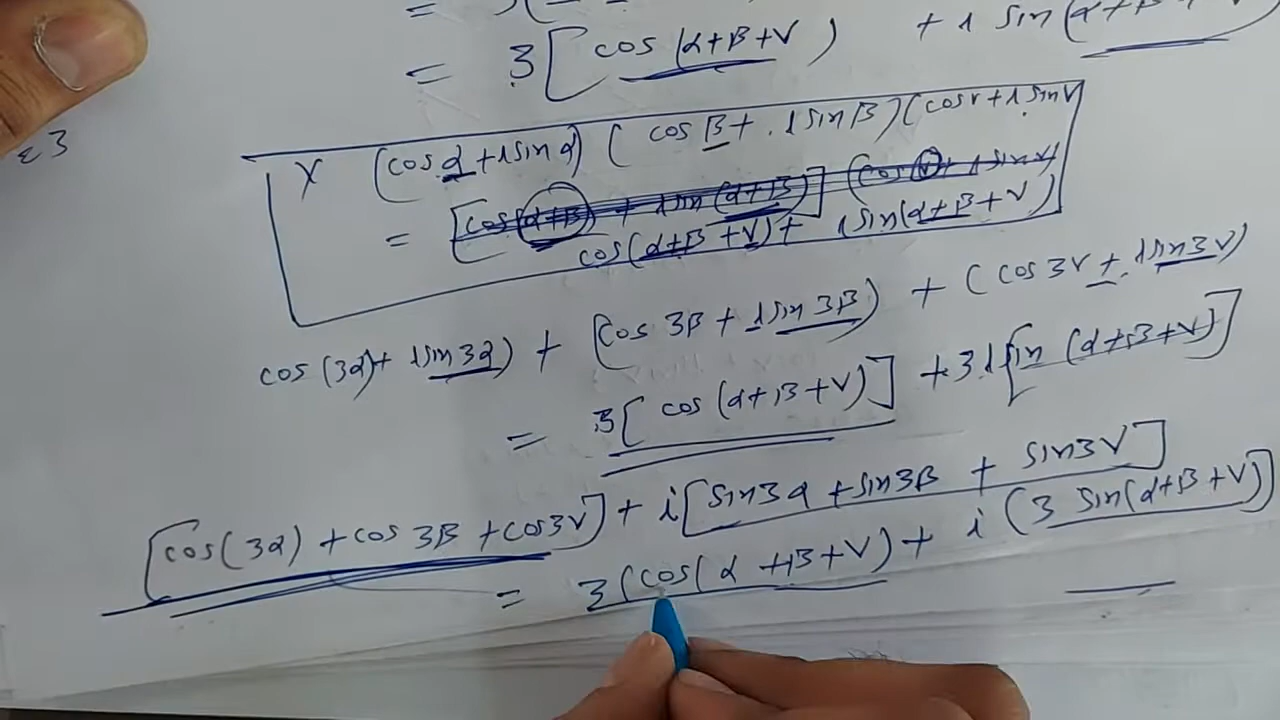 = 3[cos(α+β+γ) + i sin(α+β+γ)
ε3
X (cos α + i sin α) (cos β + i sin β)(cos γ + i sin γ
= [cos(α+β) + i sin(α+β)] (cos γ + i sin γ)
cos(α+β+γ) + i sin(α+β+γ)
cos(3α) + i sin 3α) + (cos 3β + i sin 3β) + (cos 3γ + i sin 3γ)
= 3[cos(α+β+γ)] + 3i[sin(α+β+γ)]
[cos(3α) + cos 3β + cos 3γ] + i[sin 3α + sin 3β + sin 3γ]
= 3(cos(α+β+γ) + i(3 sin(α+β+γ)